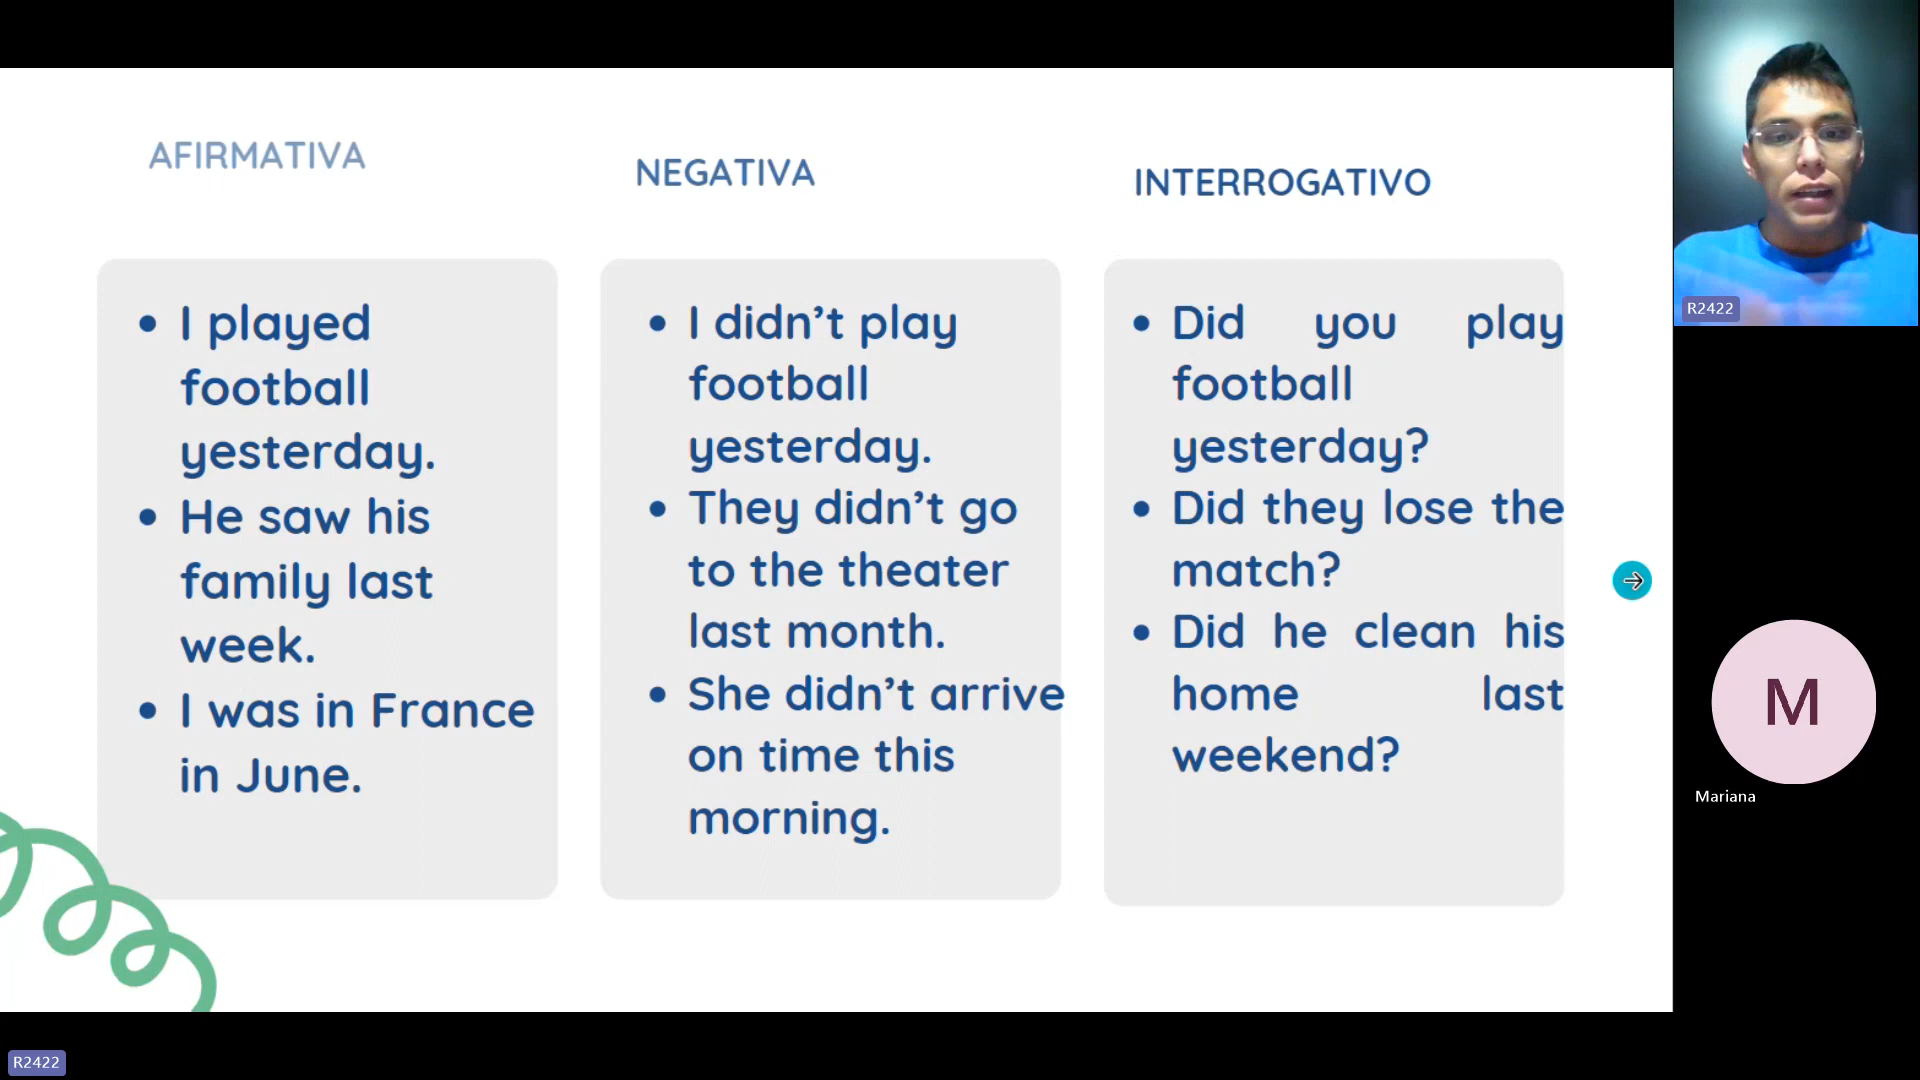 AFIRMATIVA
I played
football
yesterday.
He saw his
family last
week.
I was in France
in June.
NEGATIVA
I didn’t play
football
yesterday.
They didn’t go
to the theater
last month.
She didn’t arrive
on time this
morning.
INTERROGATIVO
Did you play
football
yesterday?
Did they lose the
match?
Did he clean his
home last
weekend?
R2422
M
Mariana
R2422